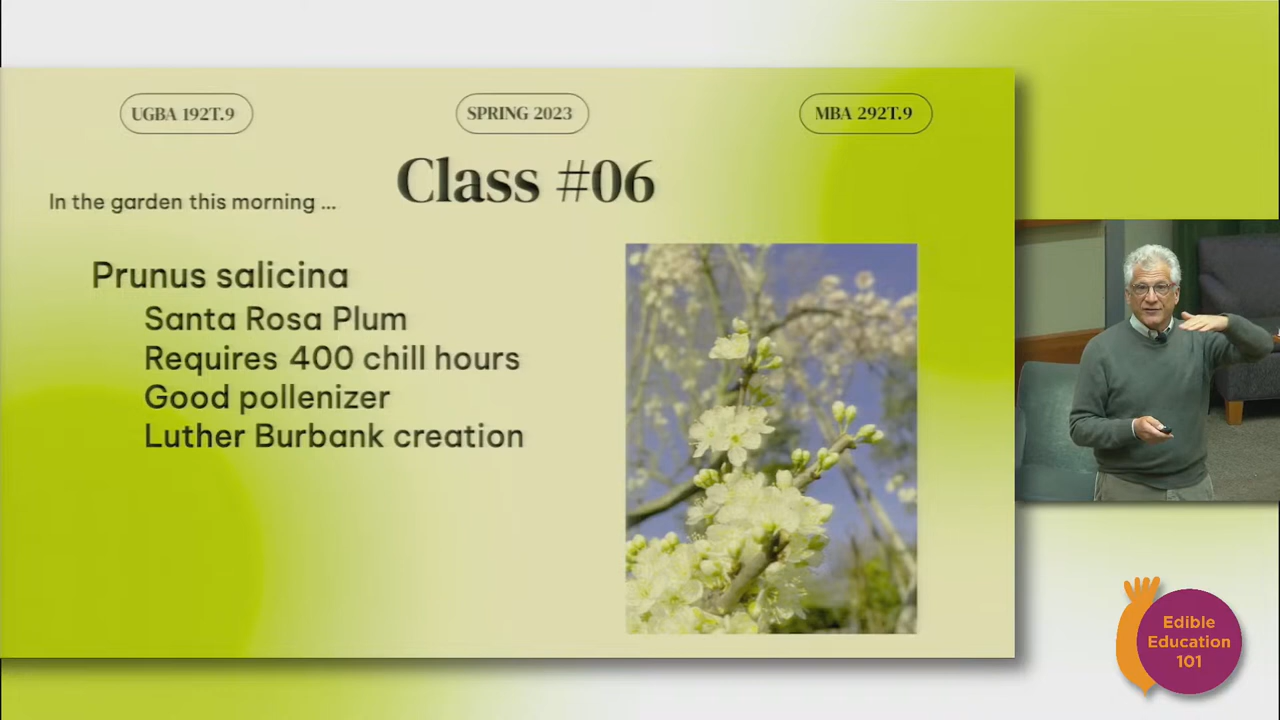 UGBA 192T.9
SPRING 2023
MBA 292T.9
Class #06
In the garden this morning ...
Prunus salicina
Santa Rosa Plum
Requires 400 chill hours
Good pollenizer
Luther Burbank creation
Edible
Education
101